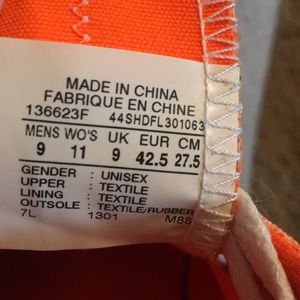 MADE IN CHINA
FABRIQUE EN CHINE
136623F 44SHDFL301063
MENS WO'S UK EUR CM
9 11 9 42.5 27.5
GENDER : UNISEX
UPPER : TEXTILE
LINING : TEXTILE
OUTSOLE : TEXTILE/RUBBER
7L 1301 M88